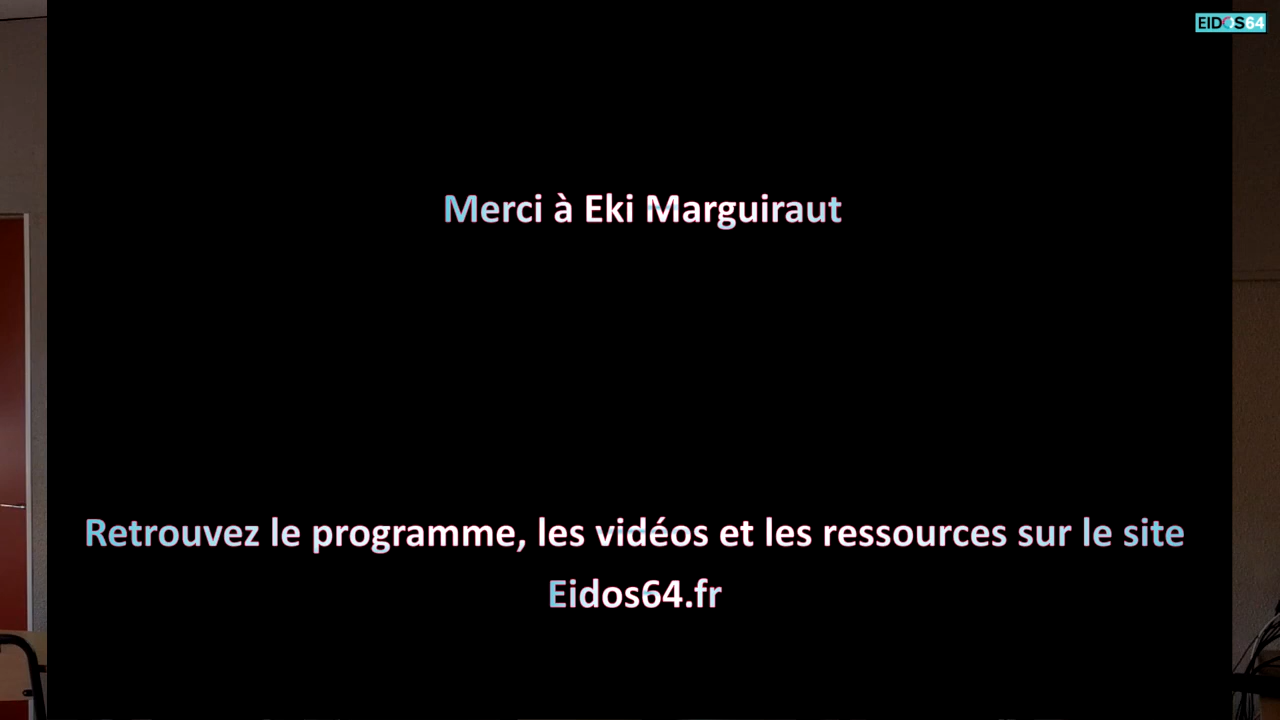 EIDOS64
Merci à Eki Marguiraut
Retrouvez le programme, les vidéos et les ressources sur le site
Eidos64.fr